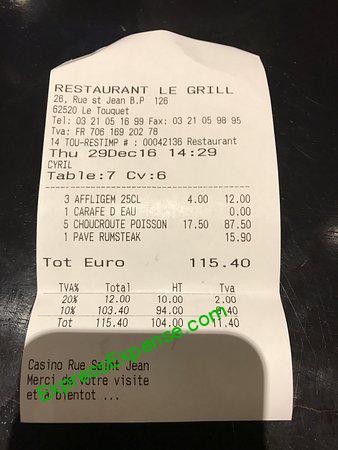 RESTAURANT LE GRILL
26, Rue st Jean B.P 126
62520 Le Touquet
Tel: 03 21 05 16 99 Fax: 03 21 05 98 95
Tva: FR 706 169 202 78
14 TOU-RESTIMP # : 00042136 Restaurant
Thu 29Dec16 14:29
CYRIL
Table:7 Cv:6
3 AFFLIGEM 25CL 4.00 12.00
1 CARAFE D EAU 0.00
5 CHOUCROUTE POISSON 17.50 87.50
1 PAVE RUMSTEAK 15.90
Tot Euro 115.40
TVA% Total HT Tva
20% 12.00 10.00 2.00
10% 103.40 94.00 9.40
Tot 115.40 104.00 11.40
Casino Rue Saint Jean
Merci de votre visite
et a bientot ...
ExpressExpense.com